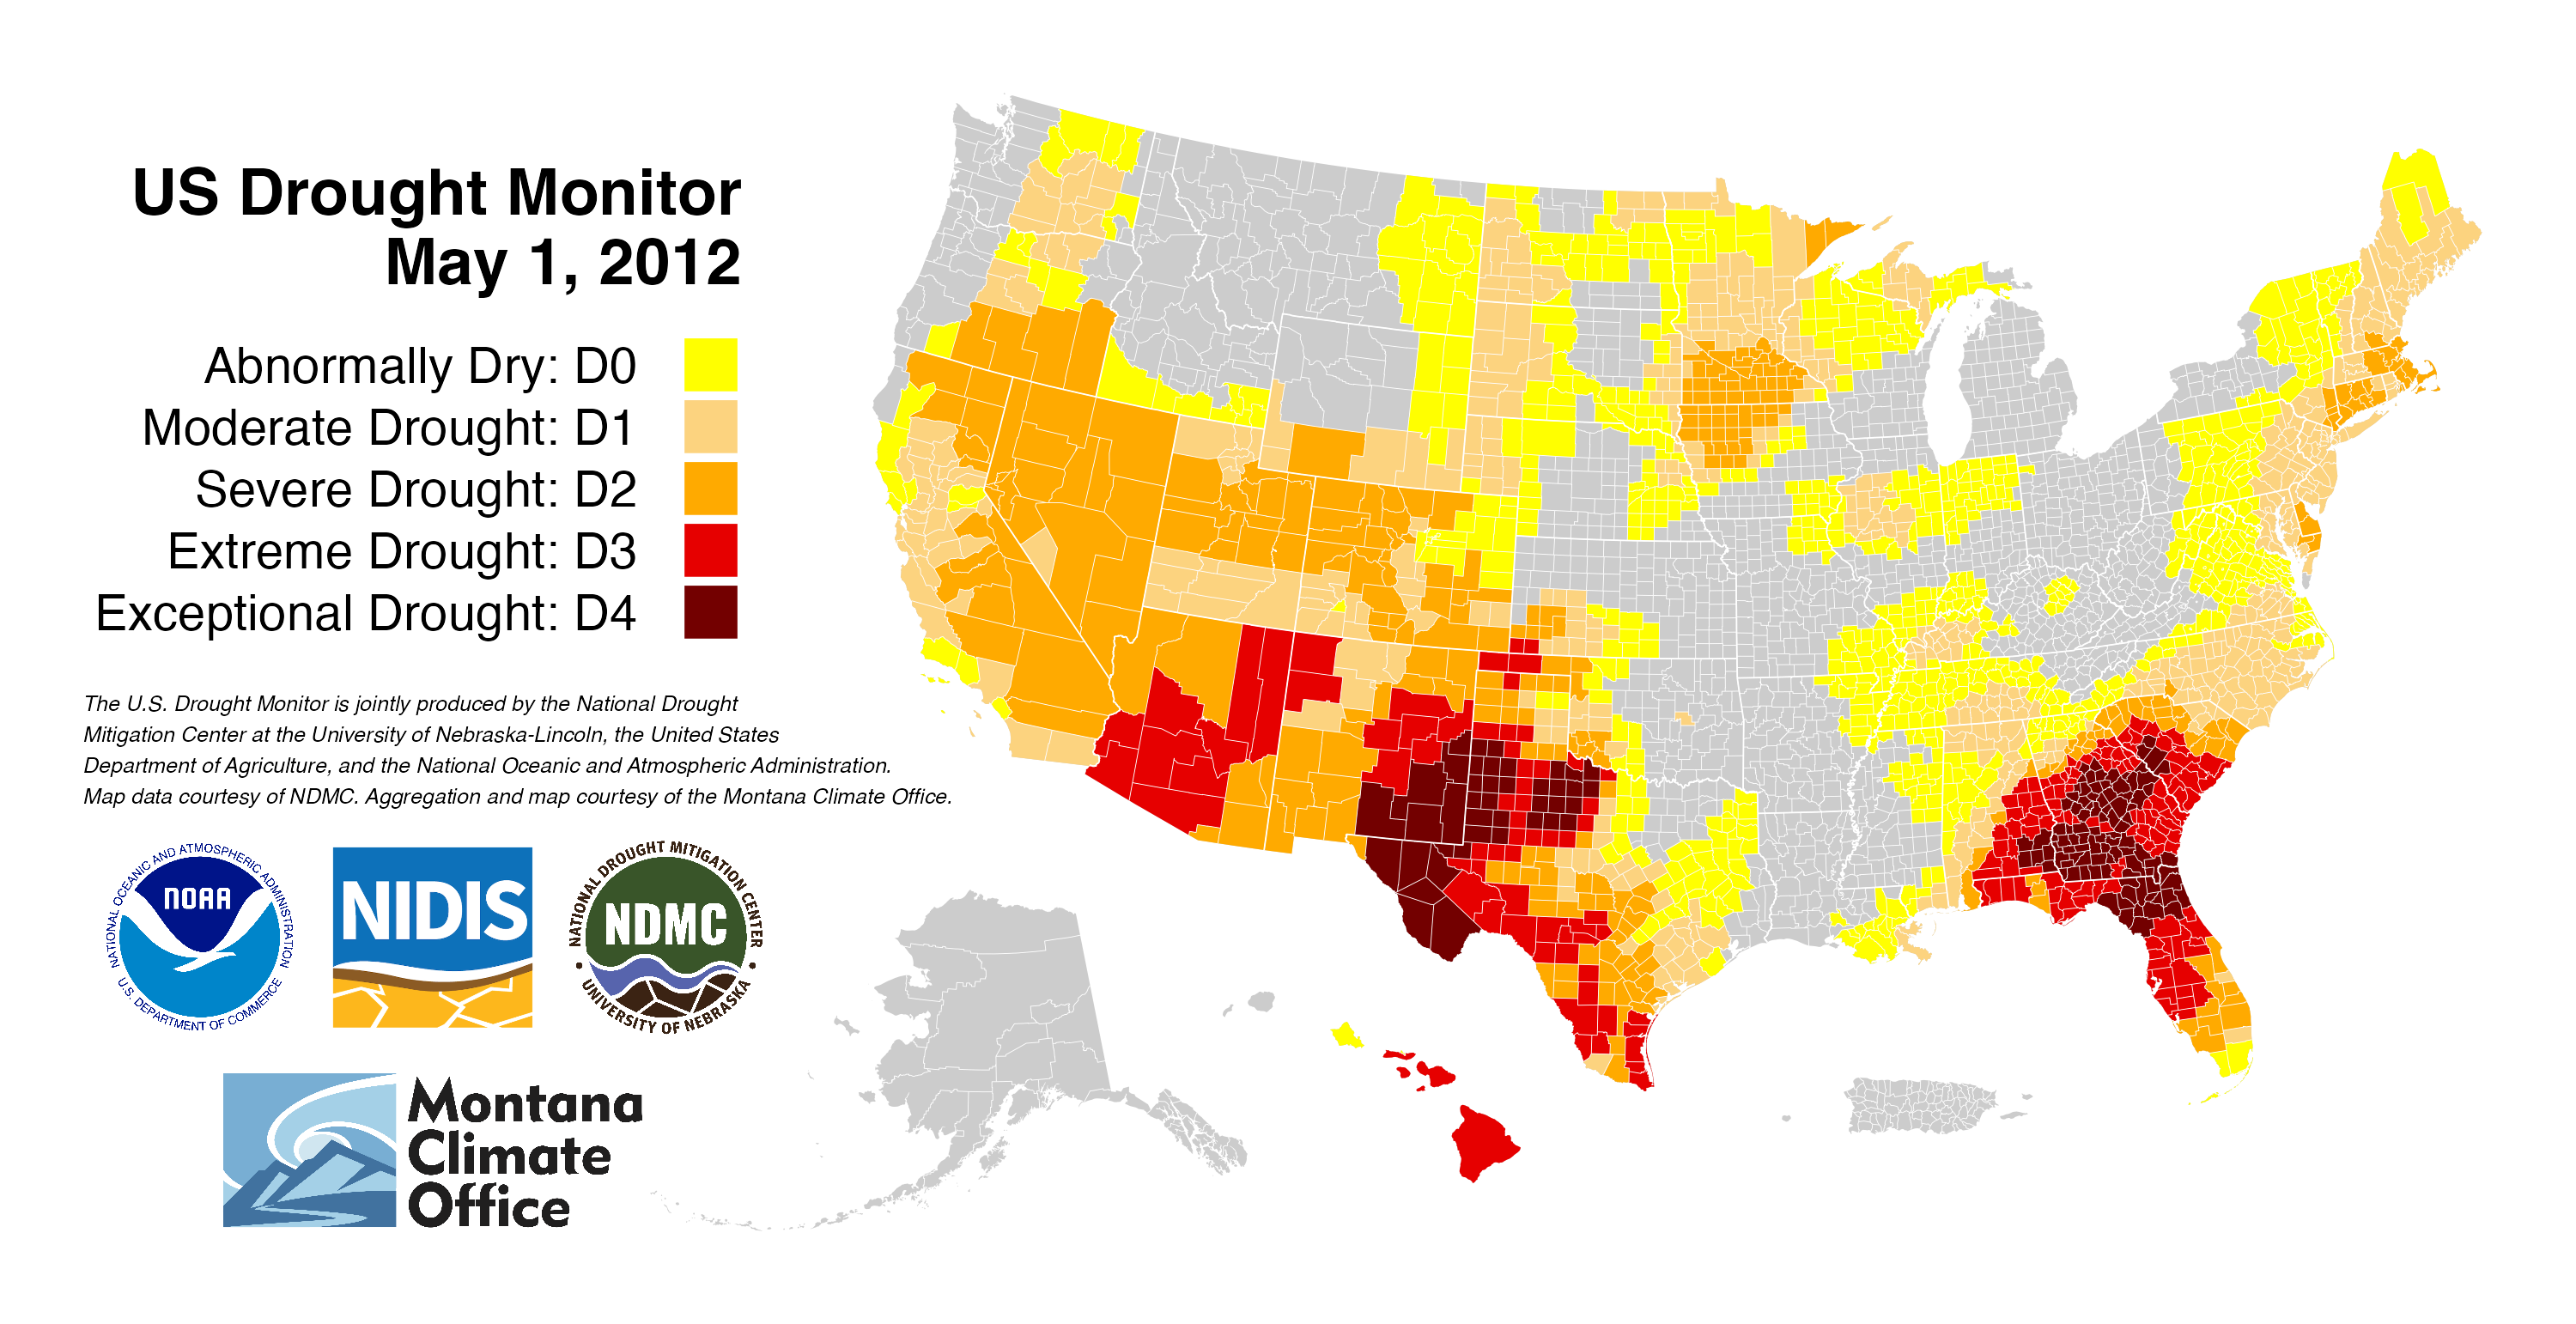 US Drought Monitor
May 1, 2012
Abnormally Dry: D0
Moderate Drought: D1
Severe Drought: D2
Extreme Drought: D3
Exceptional Drought: D4
The U.S. Drought Monitor is jointly produced by the National Drought
Mitigation Center at the University of Nebraska-Lincoln, the United States
Department of Agriculture, and the National Oceanic and Atmospheric Administration.
Map data courtesy of NDMC. Aggregation and map courtesy of the Montana Climate Office.
NATIONAL OCEANIC AND ATMOSPHERIC ADMINISTRATION
NOAA
U.S. DEPARTMENT OF COMMERCE
NIDIS
NATIONAL DROUGHT MITIGATION CENTER
NDMC
UNIVERSITY OF NEBRASKA
Montana
Climate
Office